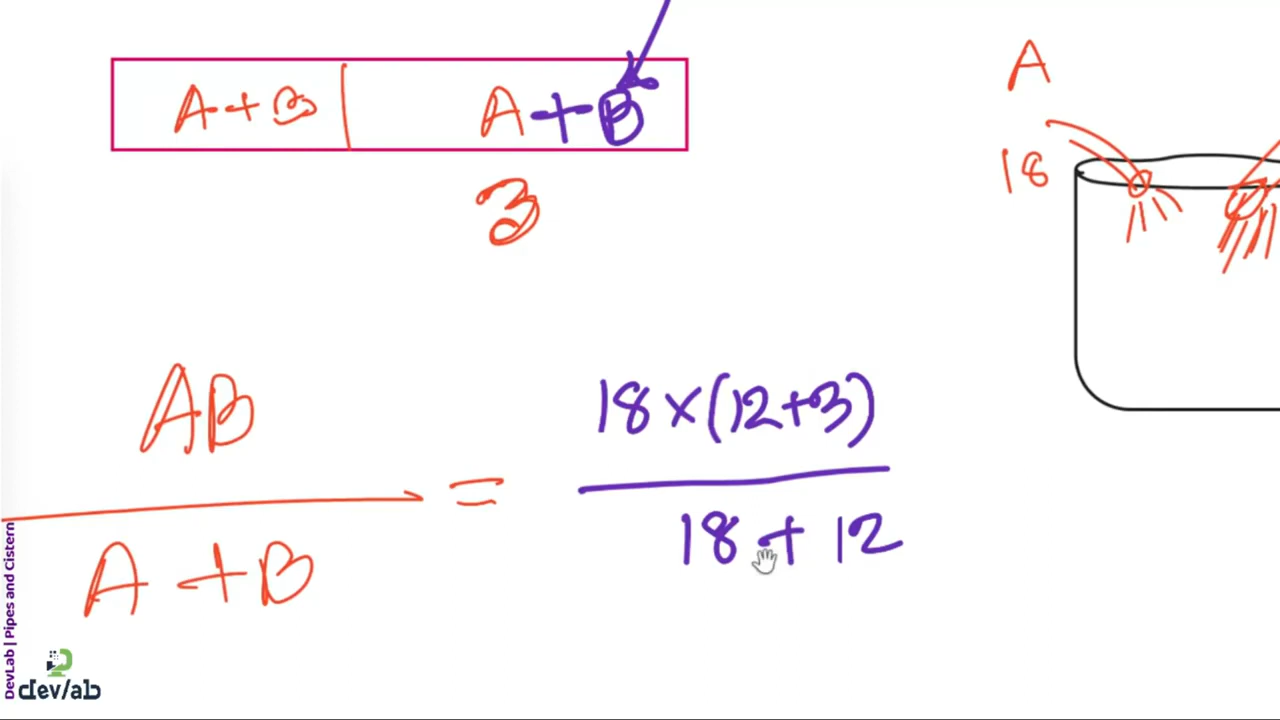 A+B | A+B
3
A
18
AB
A+B
=
18×(12+3)
18+12
DevLab | Pipes and Cistern
dev/ab